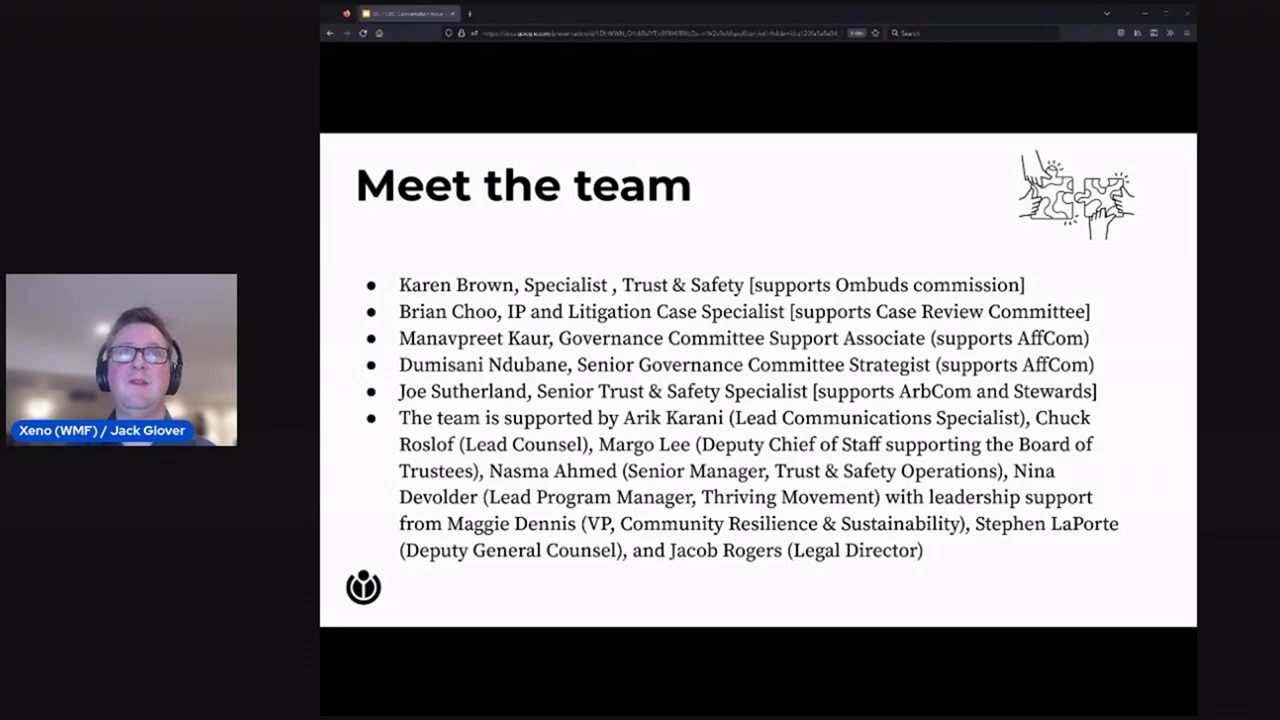 Search
Meet the team
● Karen Brown, Specialist , Trust & Safety [supports Ombuds commission]
● Brian Choo, IP and Litigation Case Specialist [supports Case Review Committee]
● Manavpreet Kaur, Governance Committee Support Associate (supports AffCom)
● Dumisani Ndubane, Senior Governance Committee Strategist (supports AffCom)
● Joe Sutherland, Senior Trust & Safety Specialist [supports ArbCom and Stewards]
● The team is supported by Arik Karani (Lead Communications Specialist), Chuck
Roslof (Lead Counsel), Margo Lee (Deputy Chief of Staff supporting the Board of
Trustees), Nasma Ahmed (Senior Manager, Trust & Safety Operations), Nina
Devolder (Lead Program Manager, Thriving Movement) with leadership support
from Maggie Dennis (VP, Community Resilience & Sustainability), Stephen LaPorte
(Deputy General Counsel), and Jacob Rogers (Legal Director)
Xeno (WMF) / Jack Glover